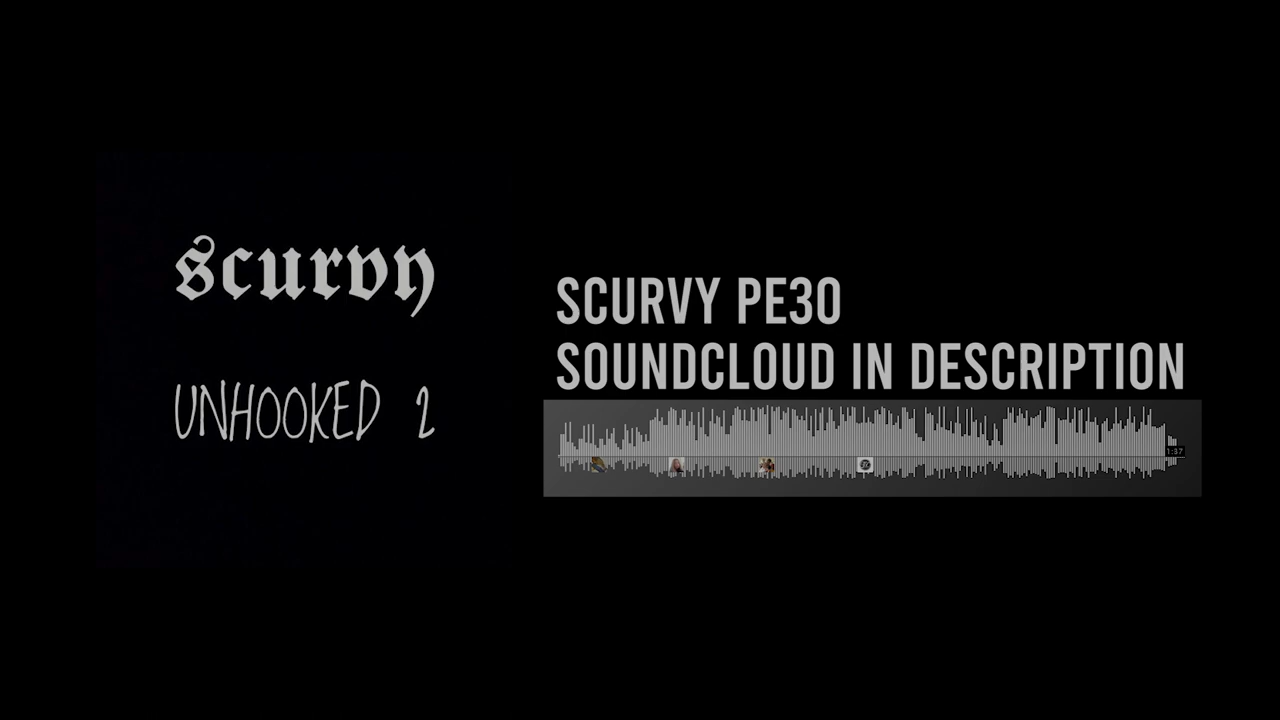 scurvy
UNHOOKED 2
SCURVY PE30
SOUNDCLOUD IN DESCRIPTION
1:37